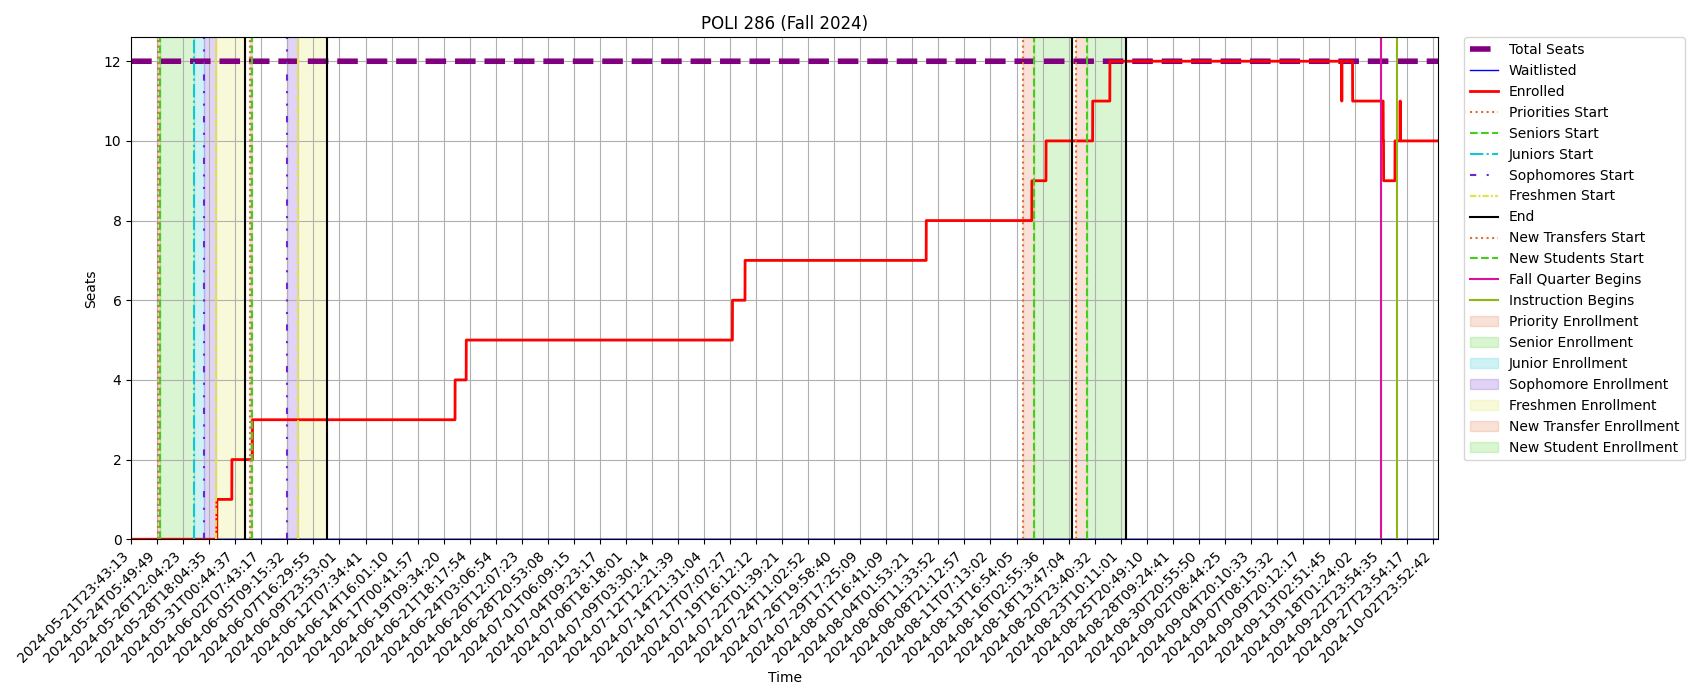 POLI 286 (Fall 2024)
Seats
12
10
8
6
4
2
0
2024-05-21T23:43:13
2024-05-24T05:49:49
2024-05-26T12:04:23
2024-05-28T18:04:35
2024-05-31T00:44:37
2024-06-02T07:43:17
2024-06-05T09:15:32
2024-06-07T16:29:55
2024-06-09T23:53:01
2024-06-12T07:34:41
2024-06-14T16:01:10
2024-06-17T00:41:57
2024-06-19T09:34:20
2024-06-21T18:17:54
2024-06-24T03:06:54
2024-06-26T12:07:23
2024-06-28T20:53:08
2024-07-01T06:09:15
2024-07-04T09:23:17
2024-07-06T18:18:01
2024-07-09T03:30:14
2024-07-12T12:21:39
2024-07-14T21:31:04
2024-07-17T07:07:27
2024-07-19T16:12:12
2024-07-22T01:39:21
2024-07-24T11:02:52
2024-07-26T19:58:40
2024-07-29T17:25:09
2024-08-01T16:41:09
2024-08-04T01:53:21
2024-08-06T11:33:52
2024-08-08T21:12:57
2024-08-11T07:13:02
2024-08-13T16:54:05
2024-08-16T02:55:36
2024-08-18T13:47:04
2024-08-20T23:40:32
2024-08-23T10:11:01
2024-08-25T20:49:10
2024-08-28T09:24:41
2024-08-30T20:55:50
2024-09-02T08:44:25
2024-09-04T20:10:33
2024-09-07T08:15:32
2024-09-09T20:12:17
2024-09-13T02:51:45
2024-09-18T01:24:02
2024-09-22T23:54:35
2024-09-27T23:54:17
2024-10-02T23:52:42
Time
Total Seats
Waitlisted
Enrolled
Priorities Start
Seniors Start
Juniors Start
Sophomores Start
Freshmen Start
End
New Transfers Start
New Students Start
Fall Quarter Begins
Instruction Begins
Priority Enrollment
Senior Enrollment
Junior Enrollment
Sophomore Enrollment
Freshmen Enrollment
New Transfer Enrollment
New Student Enrollment